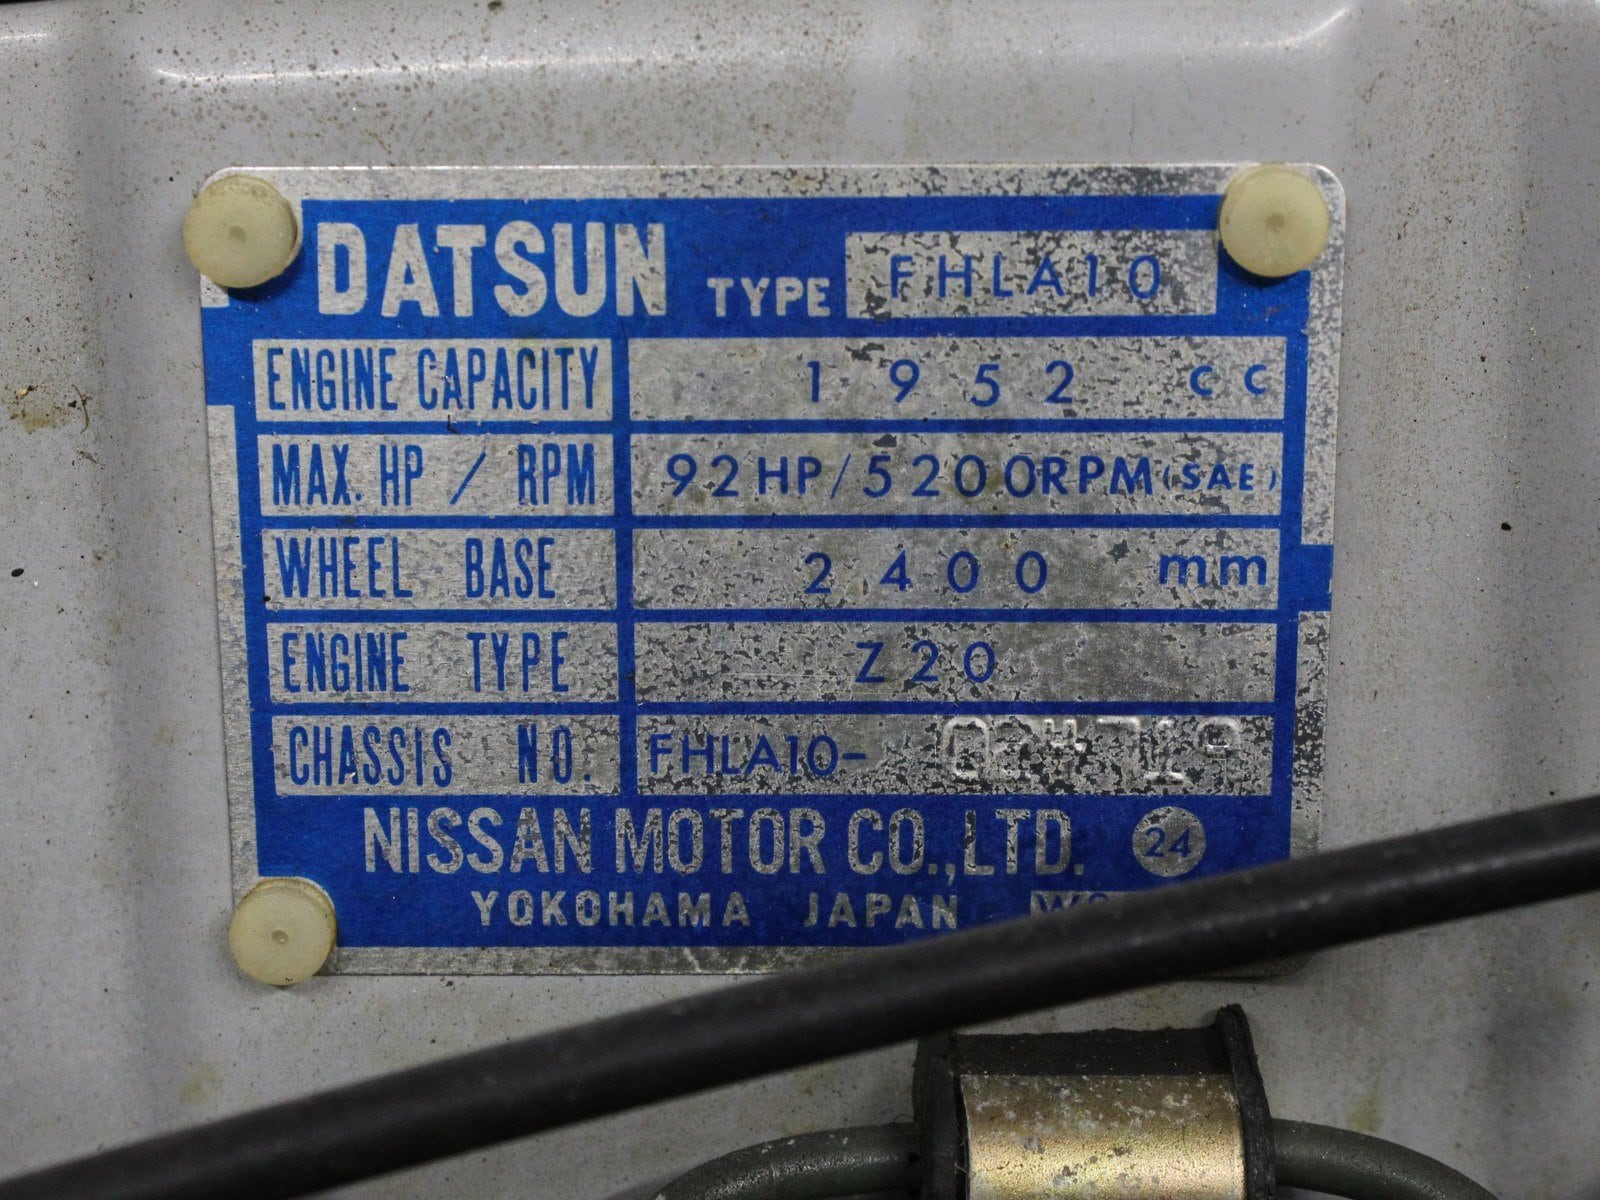 DATSUN TYPE FHLA10
ENGINE CAPACITY 1952 cc
MAX. HP / RPM 92HP/5200RPM(SAE)
WHEEL BASE 2400 mm
ENGINE TYPE Z20
CHASSIS NO. FHLA10-
NISSAN MOTOR CO.,LTD. 24
YOKOHAMA JAPAN